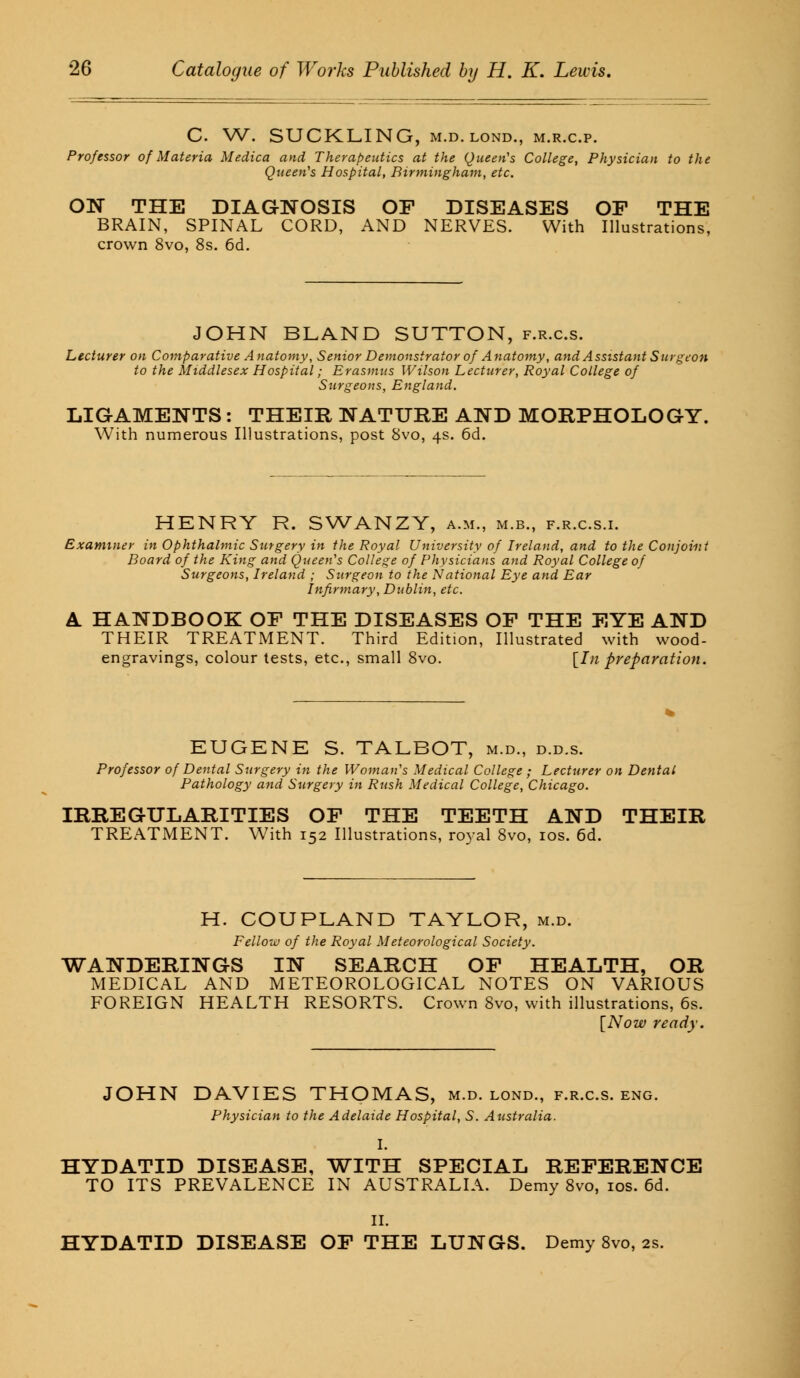 26 Catalogue of Works Published by H. K. Lewis.
C. W. SUCKLING, M.D. LOND., M.R.C.P.
Professor of Materia Medica and Therapeutics at the Queen's College, Physician to the
Queen's Hospital, Birmingham, etc.
ON THE DIAGNOSIS OF DISEASES OF THE
BRAIN, SPINAL CORD, AND NERVES. With Illustrations,
crown 8vo, 8s. 6d.
JOHN BLAND SUTTON, F.R.C.S.
Lecturer on Comparative Anatomy, Senior Demonstrator of Anatomy, and Assistant Surgeon
to the Middlesex Hospital; Erasmus Wilson Lecturer, Royal College of
Surgeons, England.
LIGAMENTS: THEIR NATURE AND MORPHOLOGY.
With numerous Illustrations, post 8vo, 4s. 6d.
HENRY R. SWANZY, A.M., M.B., F.R.C.S.I.
Examiner in Ophthalmic Surgery in the Royal University of Ireland, and to the Conjoint
Board of the King and Queen's College of Physicians and Royal College of
Surgeons, Ireland; Surgeon to the National Eye and Ear
Infirmary, Dublin, etc.
A HANDBOOK OF THE DISEASES OF THE EYE AND
THEIR TREATMENT. Third Edition, Illustrated with wood-
engravings, colour tests, etc., small 8vo. [In preparation.
EUGENE S. TALBOT, M.D., D.D.S.
Professor of Dental Surgery in the Woman's Medical College; Lecturer on Dental
Pathology and Surgery in Rush Medical College, Chicago.
IRREGULARITIES OF THE TEETH AND THEIR
TREATMENT. With 152 Illustrations, royal 8vo, 10s. 6d.
H. COUPLAND TAYLOR, M.D.
Fellow of the Royal Meteorological Society.
WANDERINGS IN SEARCH OF HEALTH, OR
MEDICAL AND METEOROLOGICAL NOTES ON VARIOUS
FOREIGN HEALTH RESORTS. Crown 8vo, with illustrations, 6s.
[Now ready.
JOHN DAVIES THOMAS, M.D. LOND., F.R.C.S. ENG.
Physician to the Adelaide Hospital, S. Australia.
I.
HYDATID DISEASE, WITH SPECIAL REFERENCE
TO ITS PREVALENCE IN AUSTRALIA. Demy 8vo, 10s. 6d.
II.
HYDATID DISEASE OF THE LUNGS. Demy 8vo, 2s.